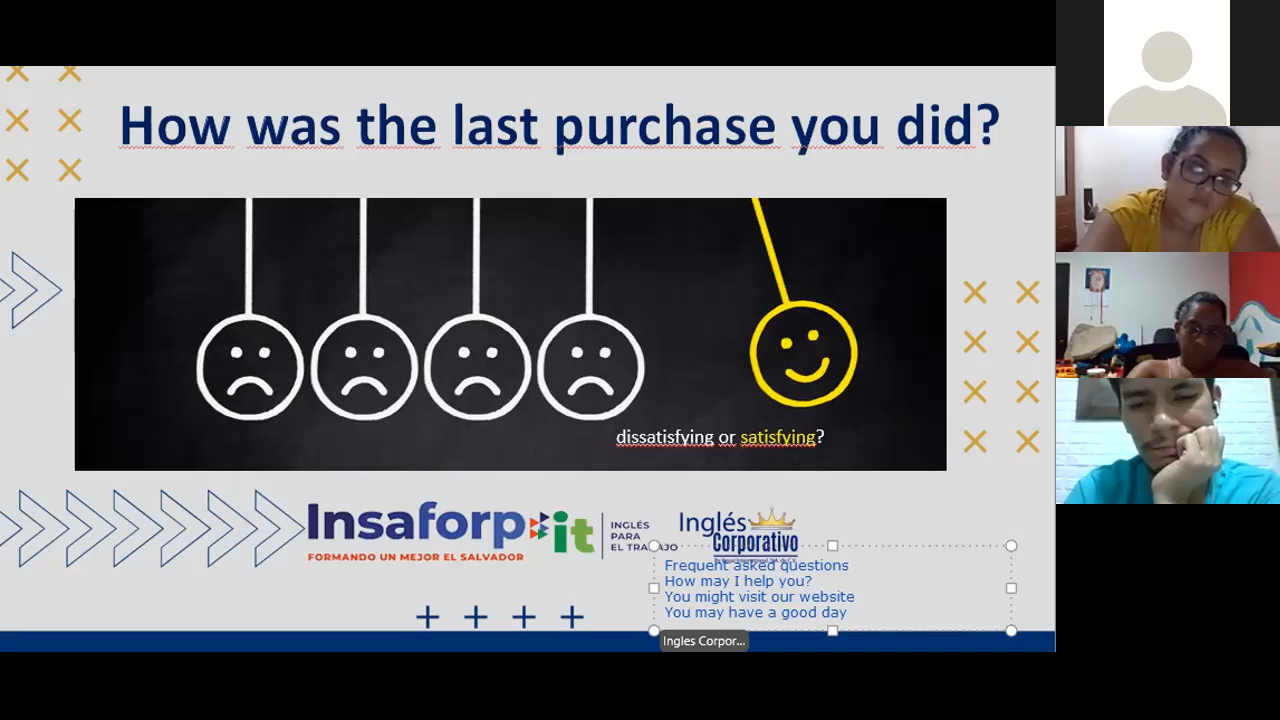 How was the last purchase you did?
dissatisfying or satisfying?
Insaforp
FORMANDO UN MEJOR EL SALVADOR
it
INGLÉS
PARA
EL TRABAJO
Inglés
Corporativo
Frequent asked questions
How may I help you?
You might visit our website
You may have a good day
Ingles Corpor...